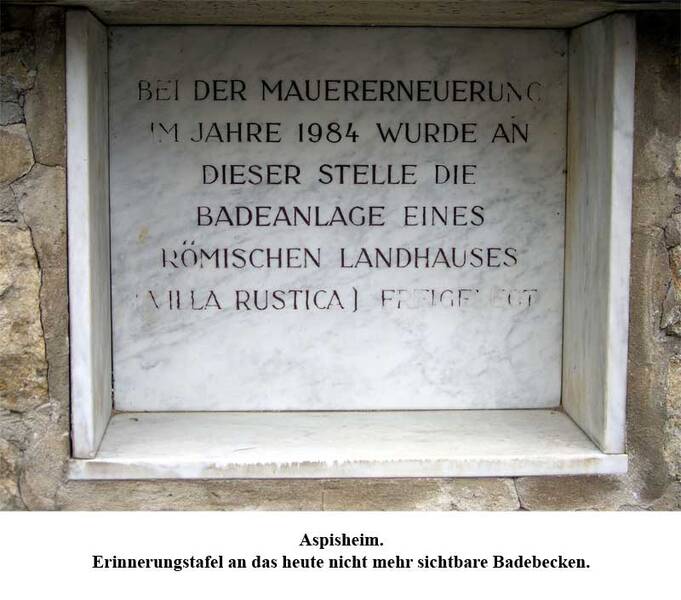 BEI DER MAUERERNEUERUNG
IM JAHRE 1984 WURDE AN
DIESER STELLE DIE
BADEANLAGE EINES
RÖMISCHEN LANDHAUSES
(VILLA RUSTICA) FREIGELEGT
Aspisheim.
Erinnerungstafel an das heute nicht mehr sichtbare Badebecken.